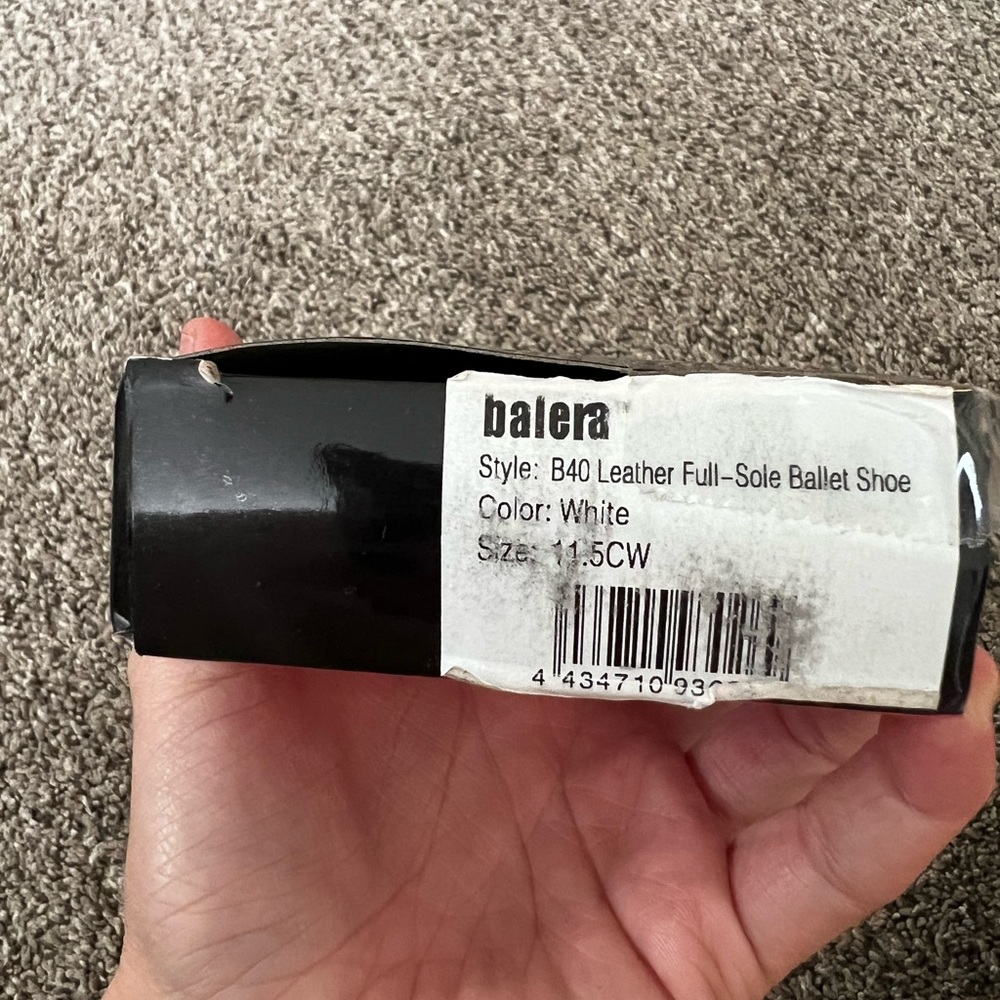 balera
Style: B40 Leather Full-Sole Ballet Shoe
Color: White
Size: 11.5CW
4 434710